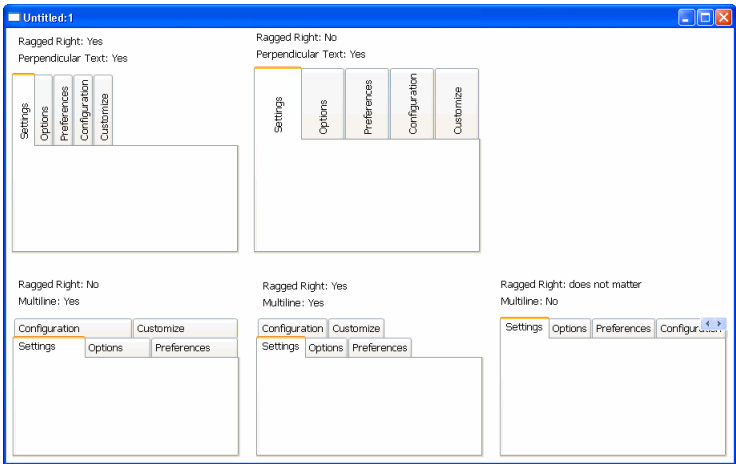 Untitled:1
Ragged Right: Yes
Perpendicular Text: Yes
Settings
Options
Preferences
Configuration
Customize
Ragged Right: No
Perpendicular Text: Yes
Settings
Options
Preferences
Configuration
Customize
Ragged Right: No
Multiline: Yes
Configuration Customize
Settings Options Preferences
Ragged Right: Yes
Multiline: Yes
Configuration Customize
Settings Options Preferences
Ragged Right: does not matter
Multiline: No
Settings Options Preferences Configuration